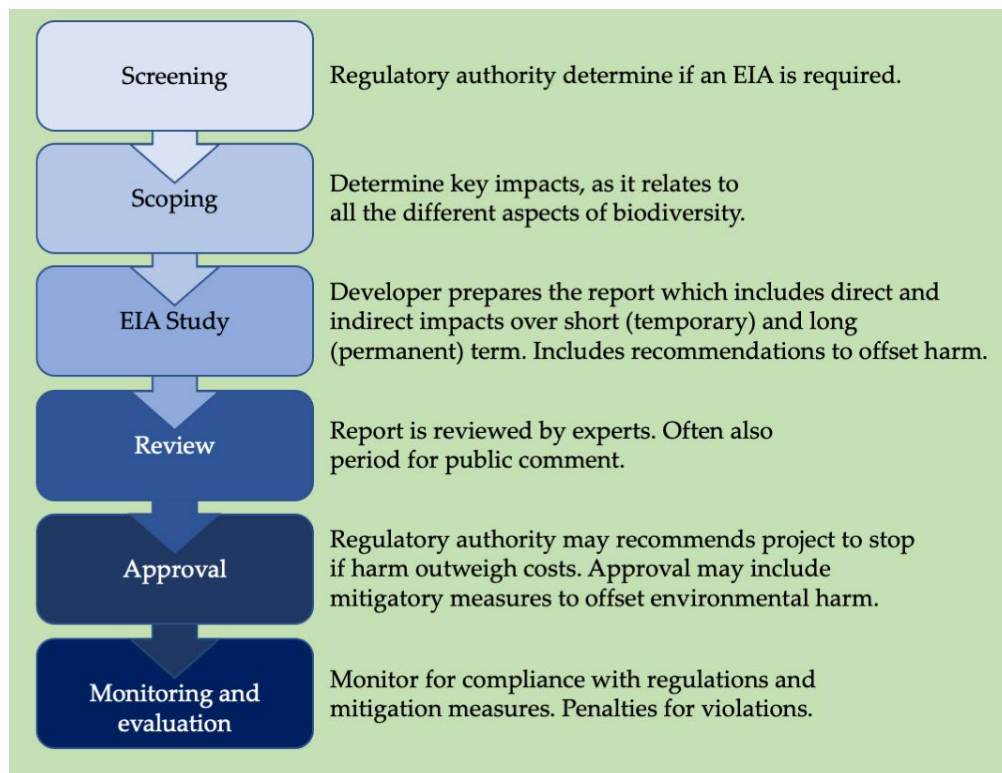 Screening
Regulatory authority determine if an EIA is required.
Scoping
Determine key impacts, as it relates to
all the different aspects of biodiversity.
EIA Study
Developer prepares the report which includes direct and
indirect impacts over short (temporary) and long
(permanent) term. Includes recommendations to offset harm.
Review
Report is reviewed by experts. Often also
period for public comment.
Approval
Regulatory authority may recommends project to stop
if harm outweigh costs. Approval may include
mitigatory measures to offset environmental harm.
Monitoring and
evaluation
Monitor for compliance with regulations and
mitigation measures. Penalties for violations.